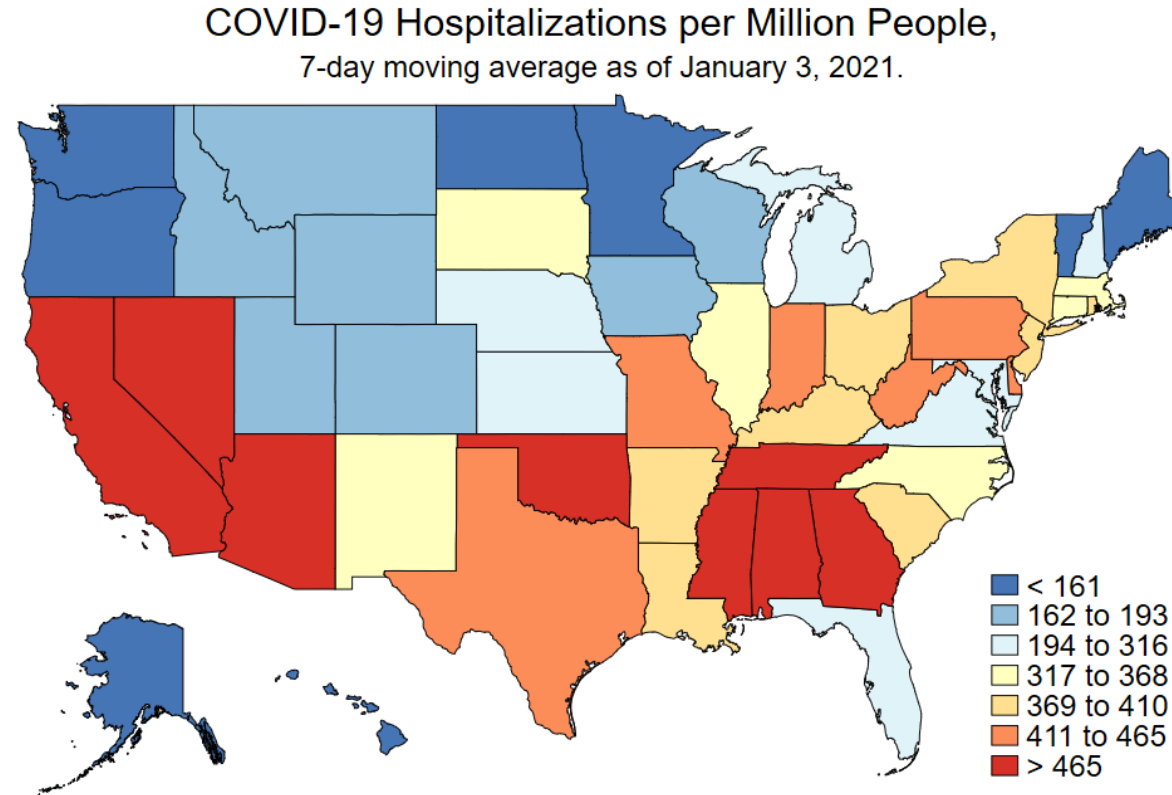 COVID-19 Hospitalizations per Million People,
7-day moving average as of January 3, 2021.
< 161
162 to 193
194 to 316
317 to 368
369 to 410
411 to 465
> 465